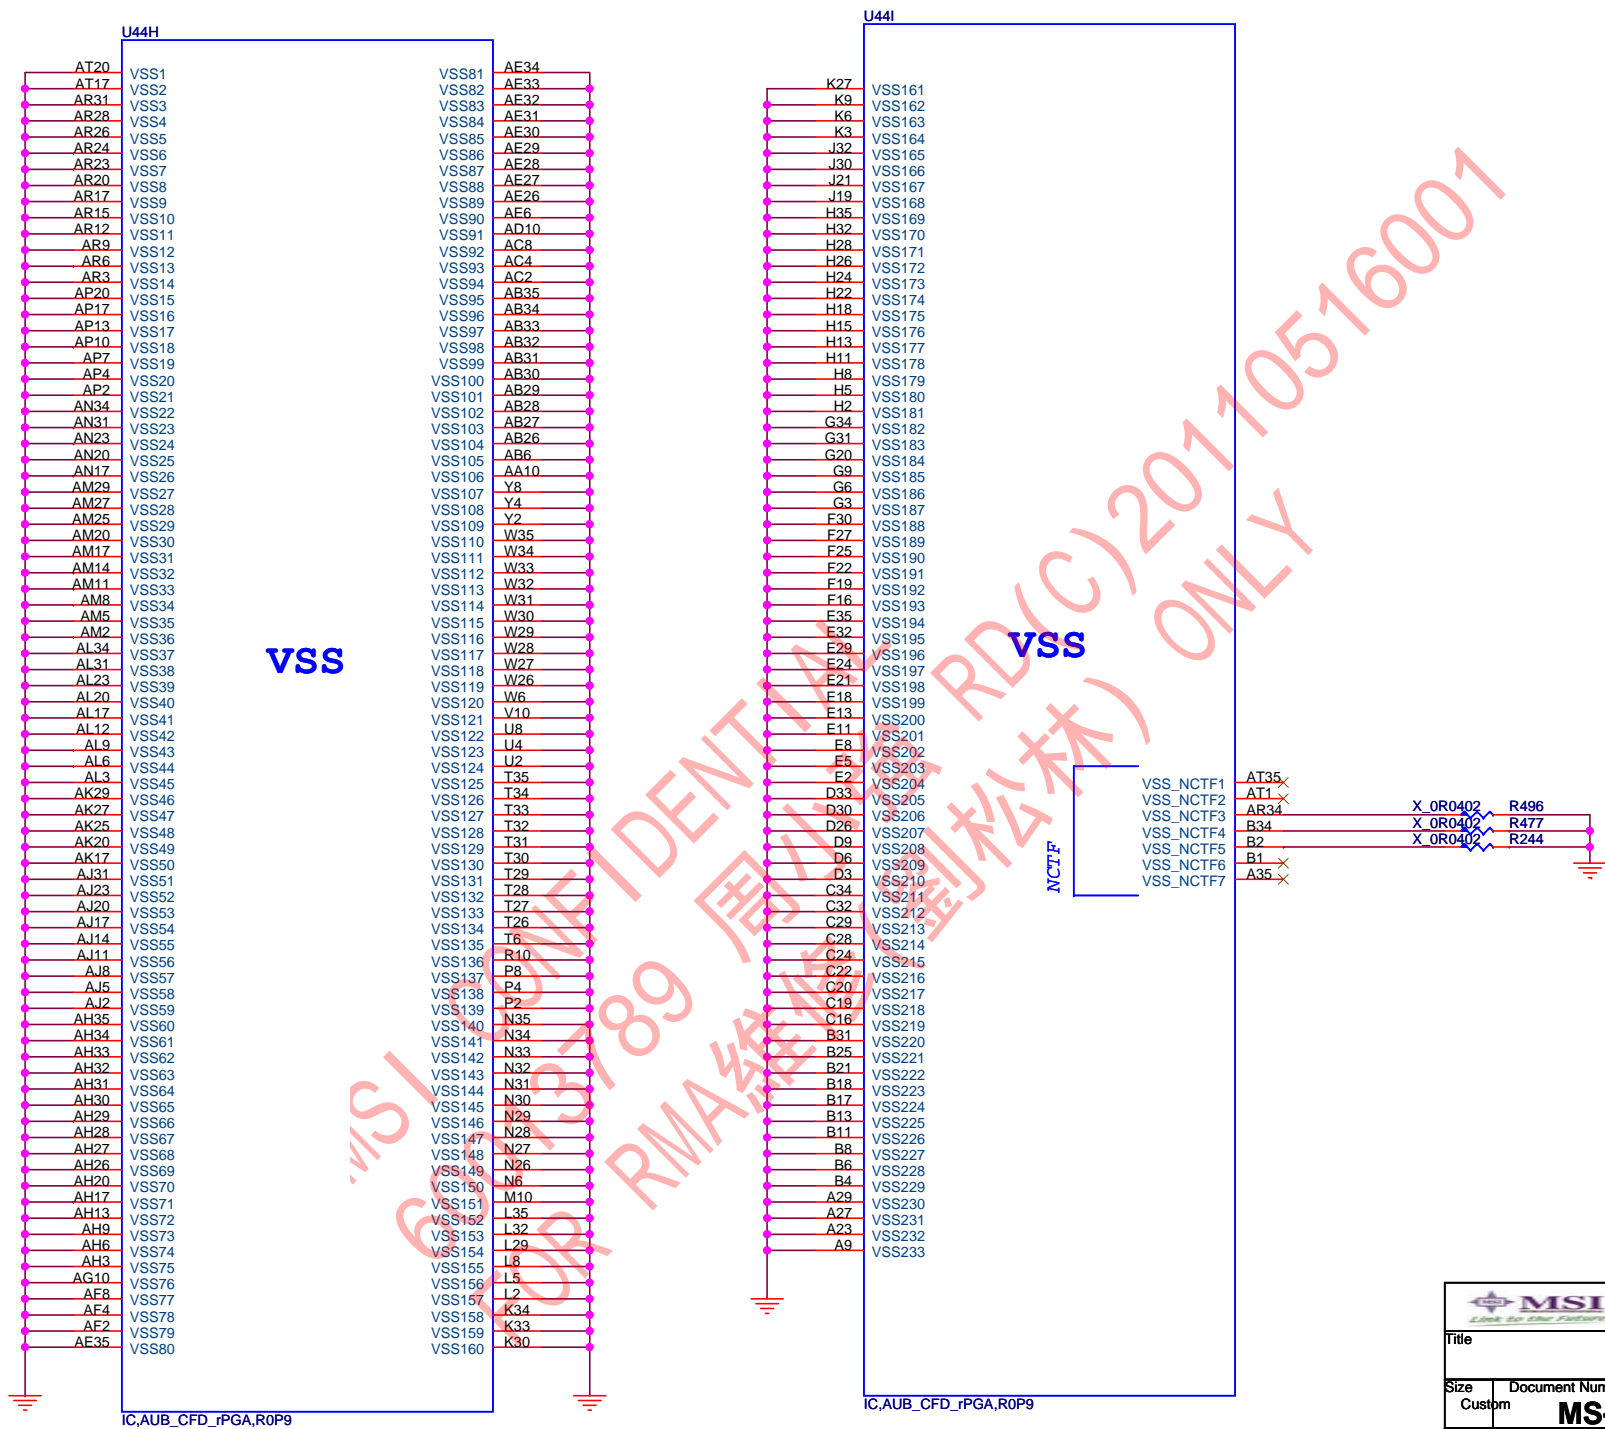 U44H
AT20 VSS1 VSS81 AE34
AT17 VSS2 VSS82 AE33
AR31 VSS3 VSS83 AE32
AR28 VSS4 VSS84 AE31
AR26 VSS5 VSS85 AE30
AR24 VSS6 VSS86 AE29
AR23 VSS7 VSS87 AE28
AR20 VSS8 VSS88 AE27
AR17 VSS9 VSS89 AE26
AR15 VSS10 VSS90 AE6
AR12 VSS11 VSS91 AD10
AR9 VSS12 VSS92 AC8
AR6 VSS13 VSS93 AC4
AR3 VSS14 VSS94 AC2
AP20 VSS15 VSS95 AB35
AP17 VSS16 VSS96 AB34
AP13 VSS17 VSS97 AB33
AP10 VSS18 VSS98 AB32
AP7 VSS19 VSS99 AB31
AP4 VSS20 VSS100 AB30
AP2 VSS21 VSS101 AB29
AN34 VSS22 VSS102 AB28
AN31 VSS23 VSS103 AB27
AN23 VSS24 VSS104 AB26
AN20 VSS25 VSS105 AB6
AN17 VSS26 VSS106 AA10
AM29 VSS27 VSS107 Y8
AM27 VSS28 VSS108 Y4
AM25 VSS29 VSS109 Y2
AM20 VSS30 VSS110 W35
AM17 VSS31 VSS111 W34
AM14 VSS32 VSS112 W33
AM11 VSS33 VSS113 W32
AM8 VSS34 VSS114 W31
AM5 VSS35 VSS115 W30
AM2 VSS36 VSS116 W29
AL34 VSS37 VSS117 W28
AL31 VSS38 VSS118 W27
AL23 VSS39 VSS119 W26
AL20 VSS40 VSS120 W6
AL17 VSS41 VSS121 V10
AL12 VSS42 VSS122 U8
AL9 VSS43 VSS123 U4
AL6 VSS44 VSS124 U2
AL3 VSS45 VSS125 T35
AK29 VSS46 VSS126 T34
AK27 VSS47 VSS127 T33
AK25 VSS48 VSS128 T32
AK20 VSS49 VSS129 T31
AK17 VSS50 VSS130 T30
AJ31 VSS51 VSS131 T29
AJ23 VSS52 VSS132 T28
AJ20 VSS53 VSS133 T27
AJ17 VSS54 VSS134 T26
AJ14 VSS55 VSS135 T6
AJ11 VSS56 VSS136 R10
AJ8 VSS57 VSS137 P8
AJ5 VSS58 VSS138 P4
AJ2 VSS59 VSS139 P2
AH35 VSS60 VSS140 N35
AH34 VSS61 VSS141 N34
AH33 VSS62 VSS142 N33
AH32 VSS63 VSS143 N32
AH31 VSS64 VSS144 N31
AH30 VSS65 VSS145 N30
AH29 VSS66 VSS146 N29
AH28 VSS67 VSS147 N28
AH27 VSS68 VSS148 N27
AH26 VSS69 VSS149 N26
AH20 VSS70 VSS150 N6
AH17 VSS71 VSS151 M10
AH13 VSS72 VSS152 L35
AH9 VSS73 VSS153 L32
AH6 VSS74 VSS154 L29
AH3 VSS75 VSS155 L8
AG10 VSS76 VSS156 L5
AF8 VSS77 VSS157 L2
AF4 VSS78 VSS158 K34
AF2 VSS79 VSS159 K33
AE35 VSS80 VSS160 K30
VSS
IC,AUB_CFD_rPGA,R0P9
U44I
K27 VSS161
K9 VSS162
K6 VSS163
K3 VSS164
J32 VSS165
J30 VSS166
J21 VSS167
J19 VSS168
H35 VSS169
H32 VSS170
H28 VSS171
H26 VSS172
H24 VSS173
H22 VSS174
H18 VSS175
H15 VSS176
H13 VSS177
H11 VSS178
H8 VSS179
H5 VSS180
H2 VSS181
G34 VSS182
G31 VSS183
G20 VSS184
G9 VSS185
G6 VSS186
G3 VSS187
F30 VSS188
F27 VSS189
F25 VSS190
F22 VSS191
F19 VSS192
F16 VSS193
E35 VSS194
E32 VSS195
E29 VSS196
E24 VSS197
E21 VSS198
E18 VSS199
E13 VSS200
E11 VSS201
E8 VSS202
E5 VSS203
E2 VSS204
D33 VSS205
D30 VSS206
D26 VSS207
D9 VSS208
D6 VSS209
D3 VSS210
C34 VSS211
C32 VSS212
C29 VSS213
C28 VSS214
C24 VSS215
C22 VSS216
C20 VSS217
C19 VSS218
C16 VSS219
B31 VSS220
B25 VSS221
B21 VSS222
B18 VSS223
B17 VSS224
B13 VSS225
B11 VSS226
B8 VSS227
B6 VSS228
B4 VSS229
A29 VSS230
A27 VSS231
A23 VSS232
A9 VSS233
VSS
NCTF
VSS_NCTF1 AT35
VSS_NCTF2 AT1
VSS_NCTF3 AR34 X_0R0402 R496
VSS_NCTF4 B34 X_0R0402 R477
VSS_NCTF5 B2 X_0R0402 R244
VSS_NCTF6 B1
VSS_NCTF7 A35
IC,AUB_CFD_rPGA,R0P9
MSI CONFIDENTIAL
60013789 周小強 RD(C)20110516001
FOR RMA維修(劉松林) ONLY
MSI
Link to the Future
Title
Size Document Num
Custom MS-